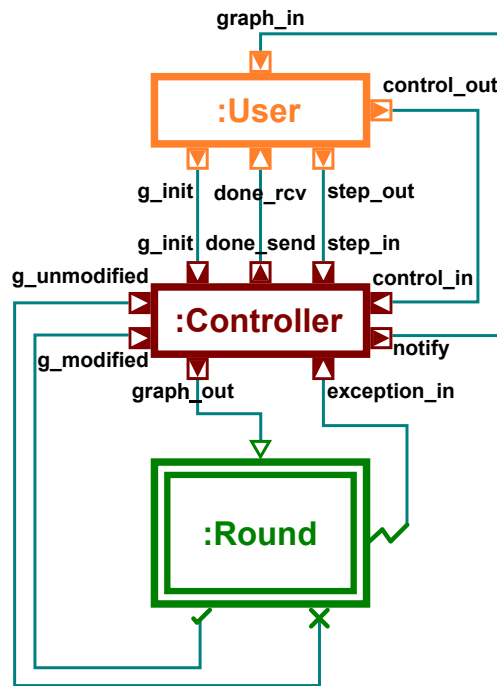 graph_in
control_out
:User
g_init
done_rcv
step_out
g_init
done_send
step_in
g_unmodified
control_in
:Controller
g_modified
notify
graph_out
exception_in
:Round